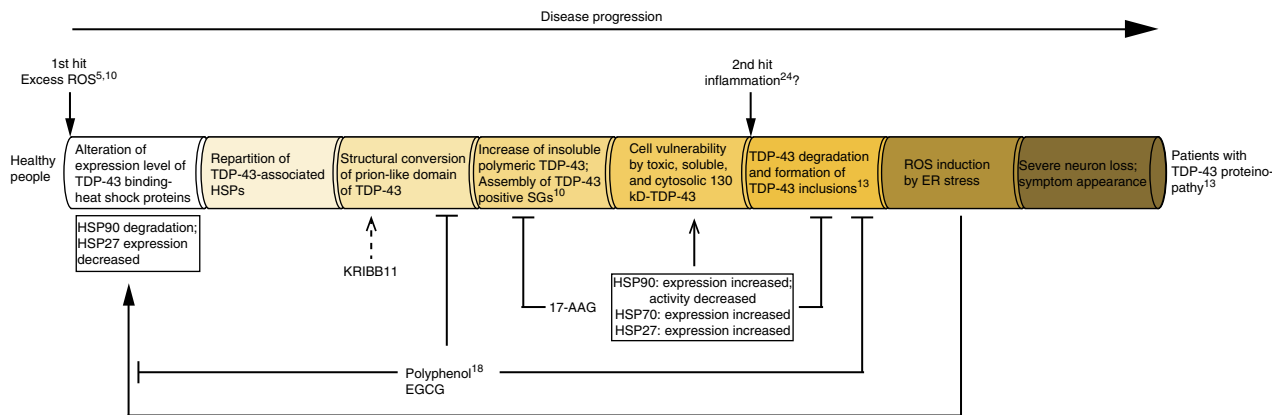 Disease progression
1st hit
Excess ROS5,10
2nd hit
inflammation24?
Healthy
people
Alteration of
expression level of
TDP-43 binding-
heat shock proteins
Repartition of
TDP-43-associated
HSPs
Structural conversion
of prion-like domain
of TDP-43
Increase of insoluble
polymeric TDP-43;
Assembly of TDP-43
positive SGs10
Cell vulnerability
by toxic, soluble,
and cytosolic 130
kD-TDP-43
TDP-43 degradation
and formation of
TDP-43 inclusions13
ROS induction
by ER stress
Severe neuron loss;
symptom appearance
Patients with
TDP-43 proteino-
pathy13
HSP90 degradation;
HSP27 expression
decreased
KRIBB11
17-AAG
HSP90: expression increased;
activity decreased
HSP70: expression increased
HSP27: expression increased
Polyphenol18
EGCG